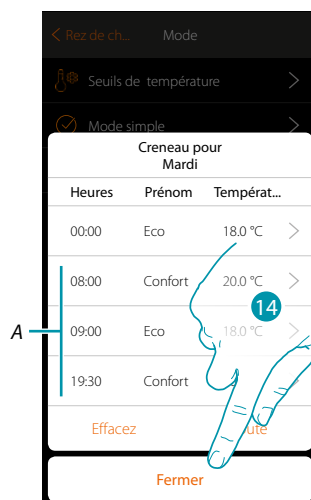 Rez de ch... Mode
Seuils de température
Mode simple
Creneau pour
Mardi
Heures Prénom Températ...
00:00 Eco 18.0 °C
08:00 Confort 20.0 °C
14
A
09:00 Eco 18.0 °C
19:30 Confort
Effacez
Fermer